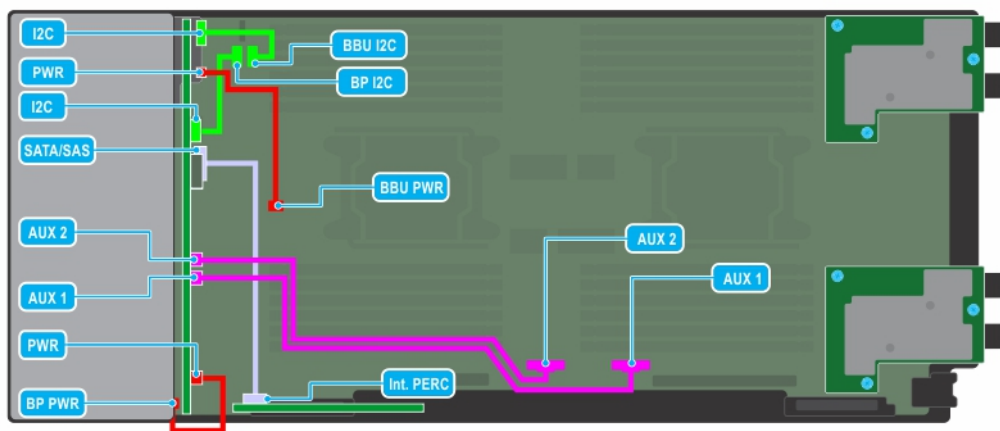 I2C
BBU I2C
PWR
BP I2C
I2C
SATA/SAS
BBU PWR
AUX 2
AUX 2
AUX 1
AUX 1
PWR
Int. PERC
BP PWR